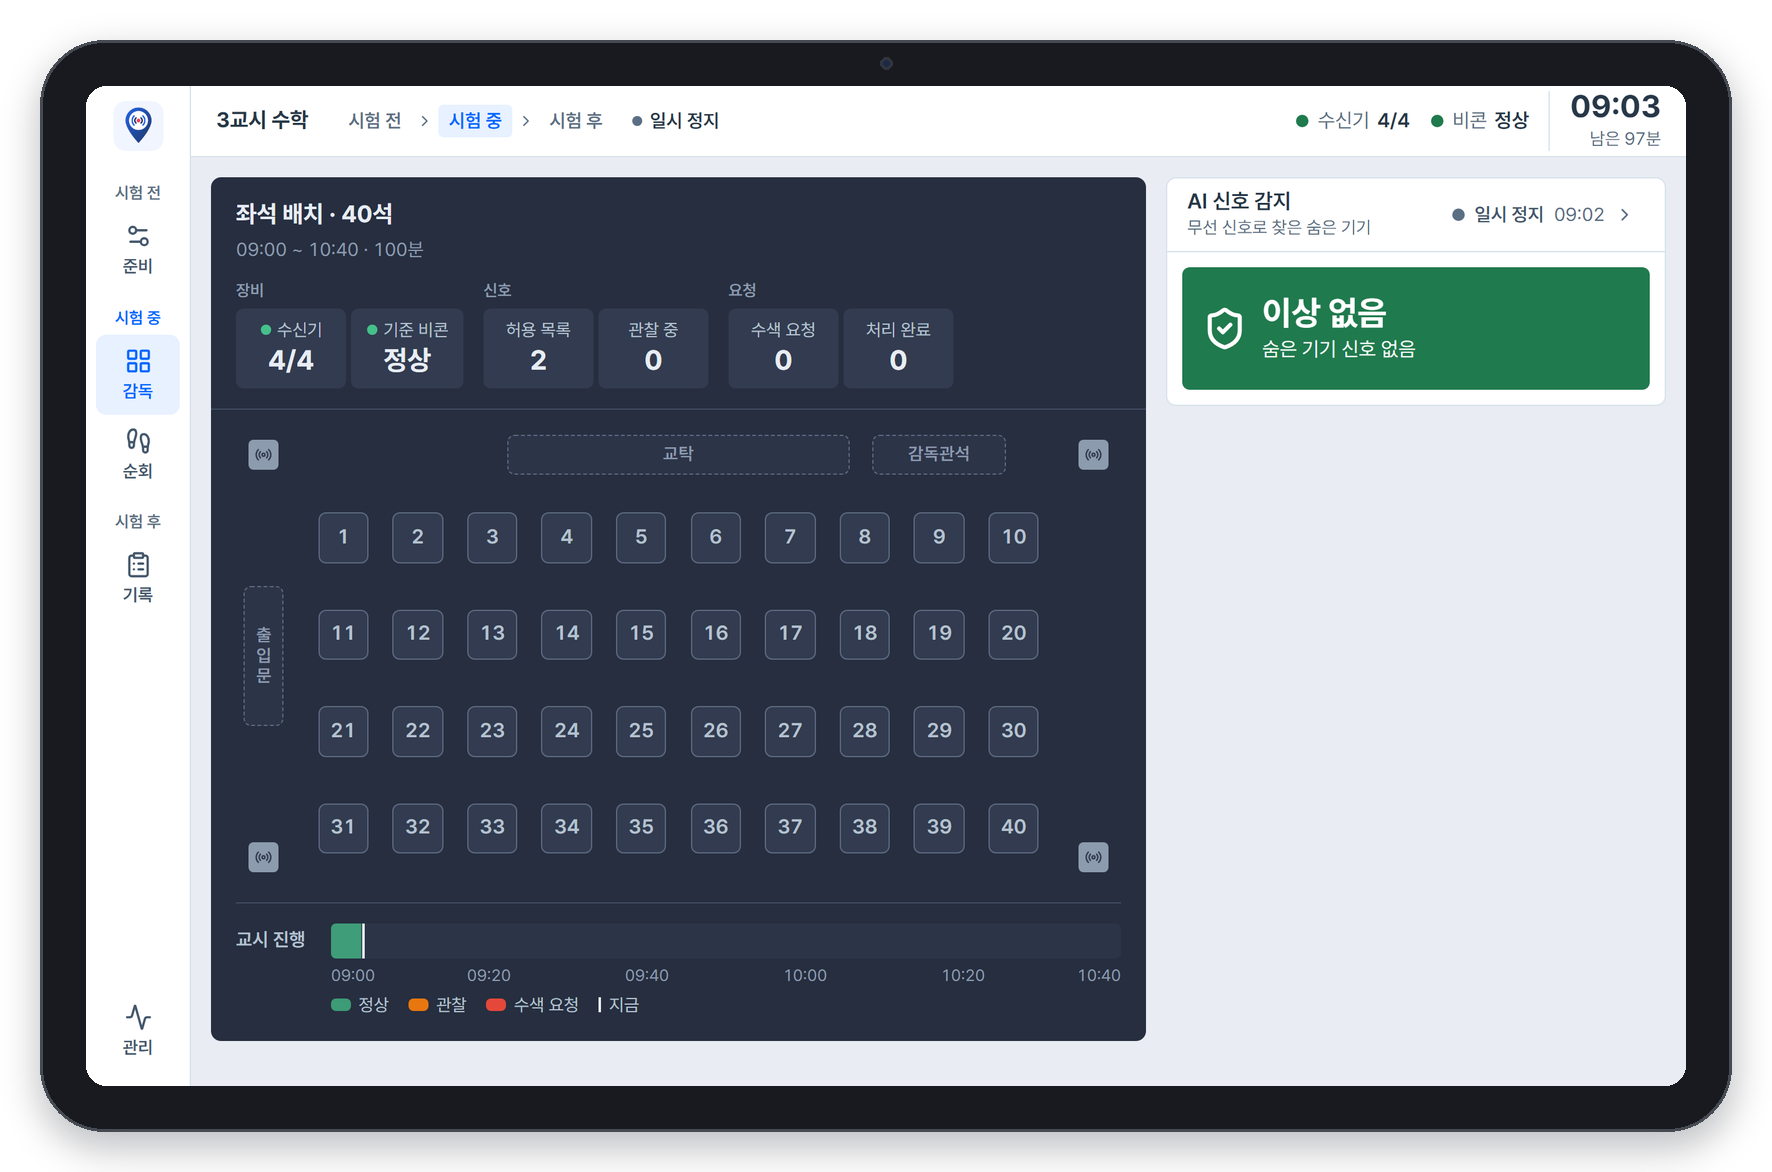 3교시 수학
시험 전 > 시험 중 > 시험 후
일시 정지
수신기 4/4
비콘 정상
09:03
남은 97분
시험 전
준비
시험 중
감독
순회
시험 후
기록
관리
좌석 배치 · 40석
09:00 ~ 10:40 · 100분
장비
신호
요청
수신기
4/4
기준 비콘
정상
허용 목록
2
관찰 중
0
수색 요청
0
처리 완료
0
교탁
감독관석
출입문
1 2 3 4 5 6 7 8 9 10
11 12 13 14 15 16 17 18 19 20
21 22 23 24 25 26 27 28 29 30
31 32 33 34 35 36 37 38 39 40
교시 진행
09:00 09:20 09:40 10:00 10:20 10:40
정상 관찰 수색 요청 지금
AI 신호 감지
무선 신호로 찾은 숨은 기기
일시 정지 09:02 >
이상 없음
숨은 기기 신호 없음